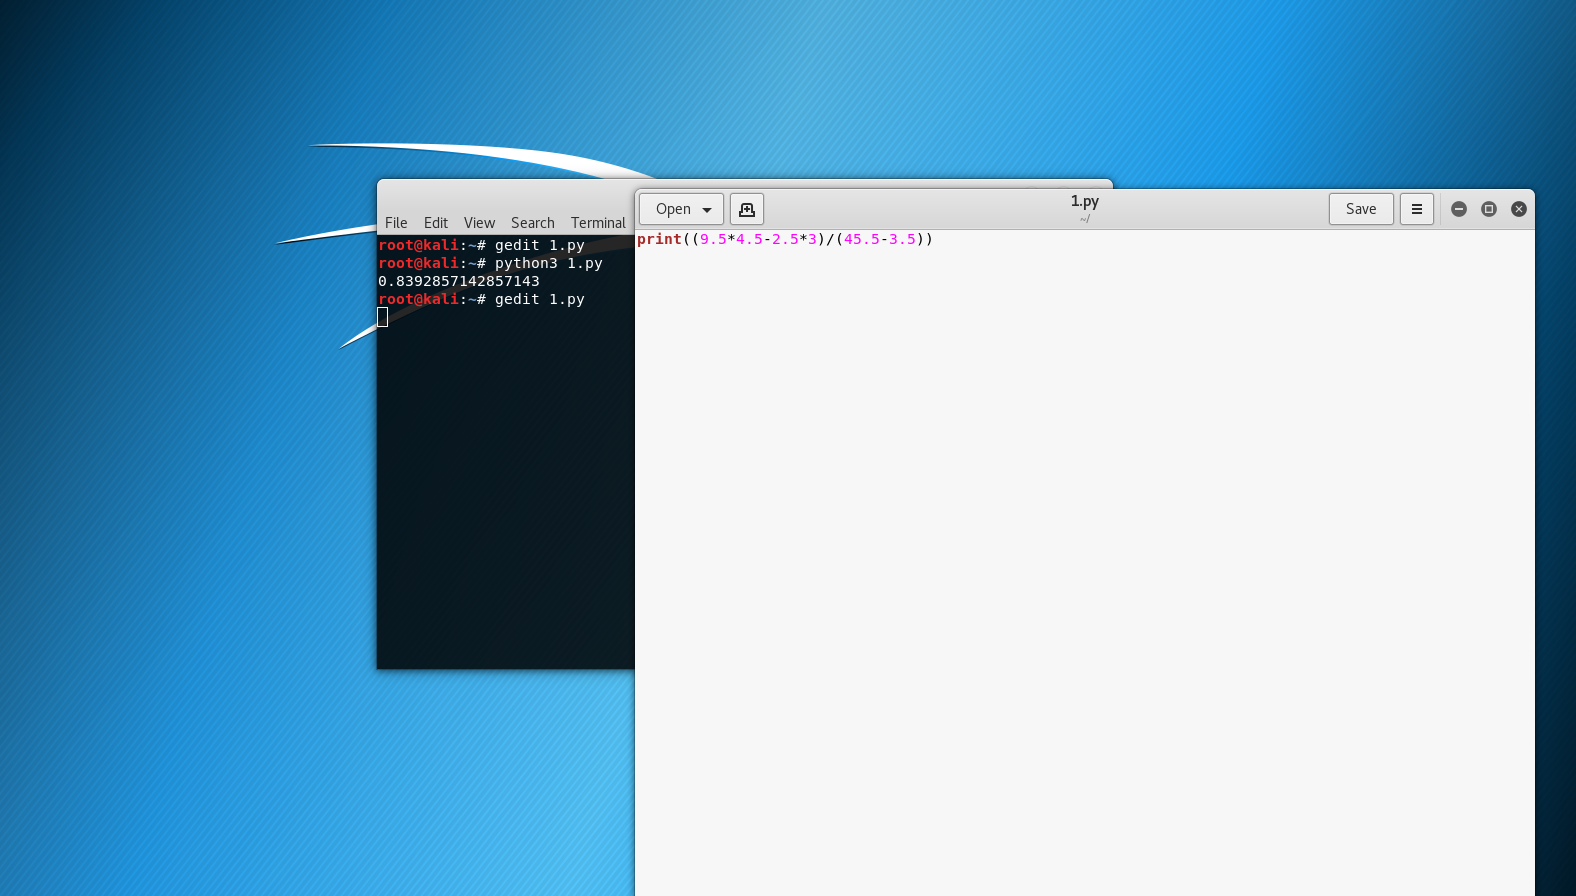 File Edit View Search Terminal
root@kali:~# gedit 1.py
root@kali:~# python3 1.py
0.8392857142857143
root@kali:~# gedit 1.py
Open 1.py Save
~/
print((9.5*4.5-2.5*3)/(45.5-3.5))